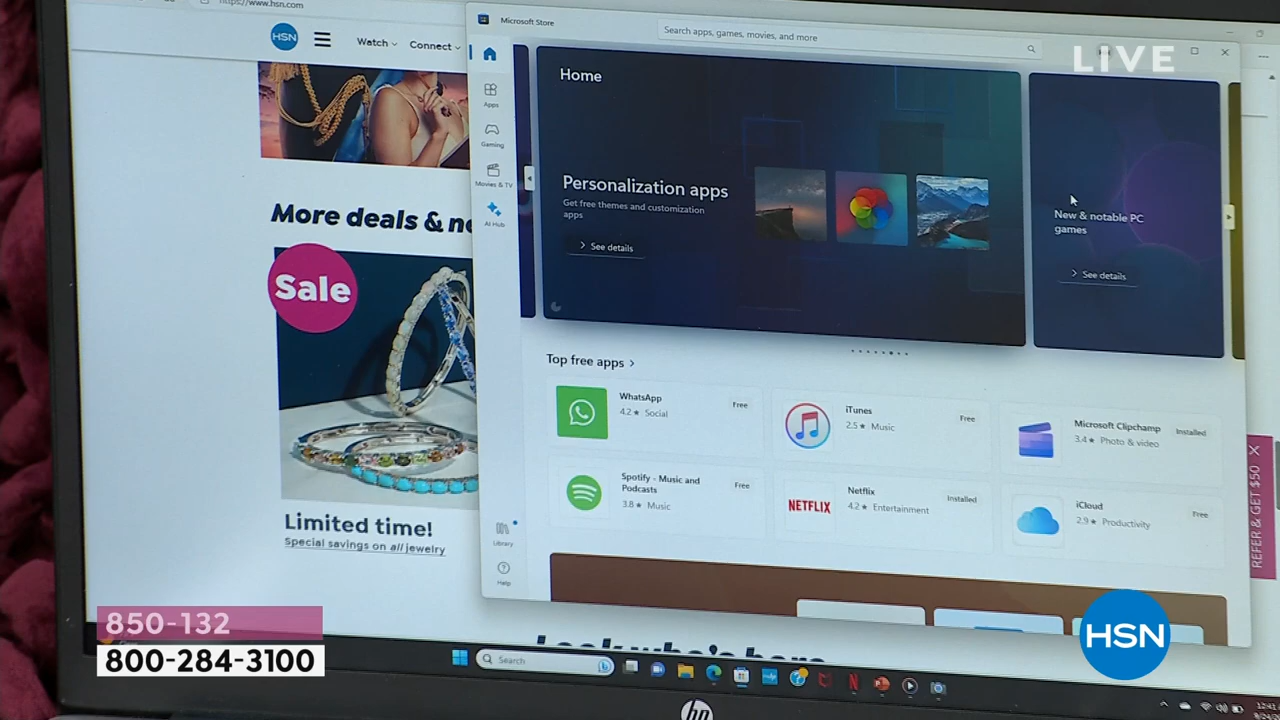 https://www.hsn.com
HSN
Watch
Connect
More deals & ne
Sale
Limited time!
Special savings on all jewelry
Microsoft Store
Search apps, games, movies, and more
LIVE
Home
Apps
Gaming
Movies & TV
AI Hub
Library
Help
Home
Personalization apps
Get free themes and customization
apps
See details
New & notable PC
games
See details
Top free apps
WhatsApp
4.2 ★ Social
Free
iTunes
2.5 ★ Music
Free
Microsoft Clipchamp
3.4 ★ Photo & video
Installed
Spotify - Music and
Podcasts
3.8 ★ Music
Free
NETFLIX
Netflix
4.2 ★ Entertainment
Installed
iCloud
2.9 ★ Productivity
Free
REFER & GET $50
850-132
800-284-3100
HSN
Search
hp